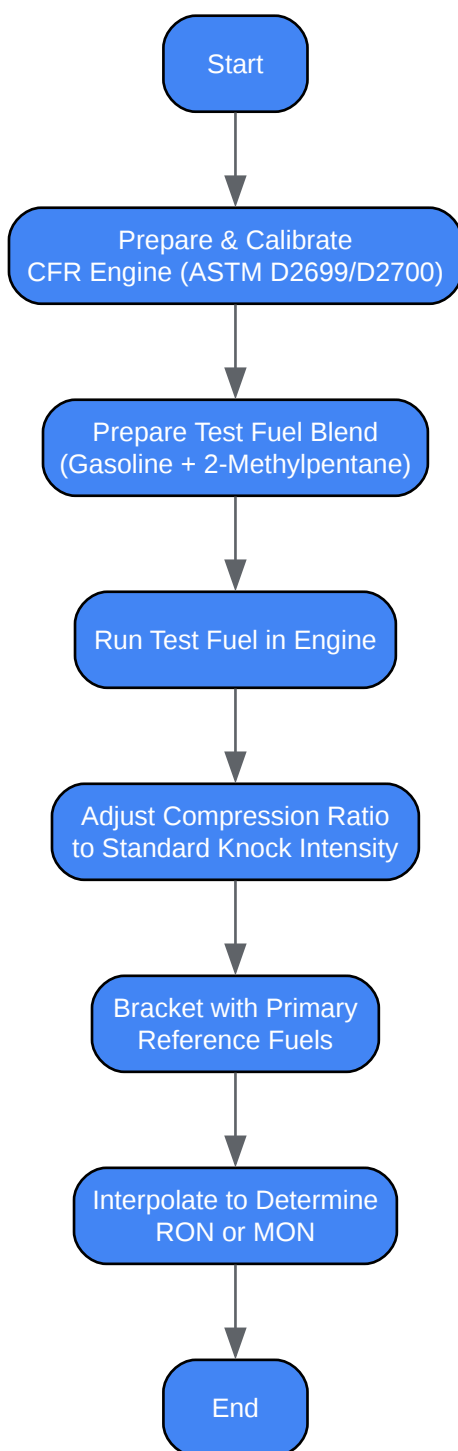 Start
Prepare & Calibrate
CFR Engine (ASTM D2699/D2700)
Prepare Test Fuel Blend
(Gasoline + 2-Methylpentane)
Run Test Fuel in Engine
Adjust Compression Ratio
to Standard Knock Intensity
Bracket with Primary
Reference Fuels
Interpolate to Determine
RON or MON
End